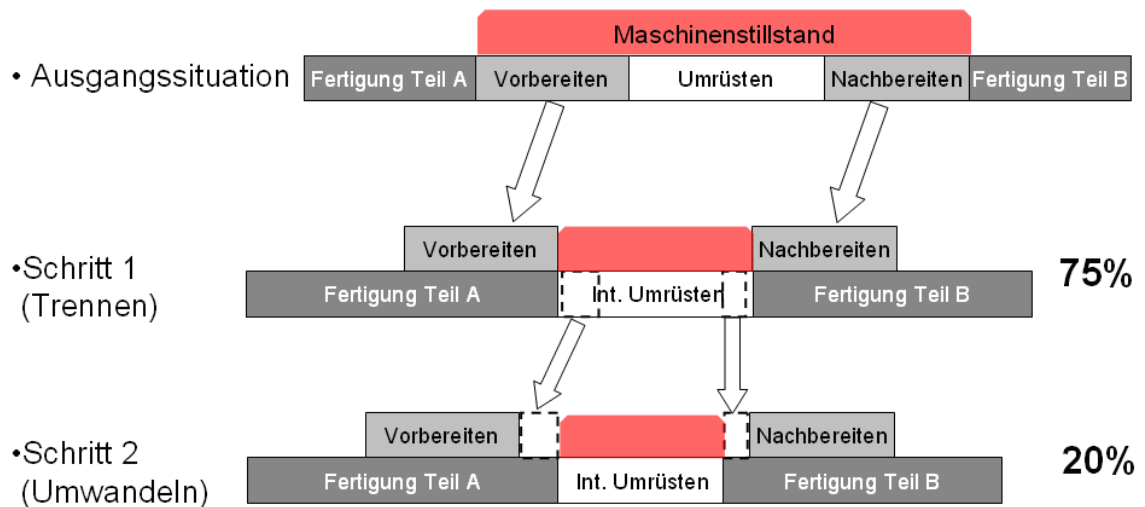 Maschinenstillstand
• Ausgangssituation
Fertigung Teil A Vorbereiten Umrüsten Nachbereiten Fertigung Teil B
Vorbereiten Nachbereiten
•Schritt 1
(Trennen)
Fertigung Teil A Int. Umrüsten Fertigung Teil B
75%
Vorbereiten Nachbereiten
•Schritt 2
(Umwandeln)
Fertigung Teil A Int. Umrüsten Fertigung Teil B
20%